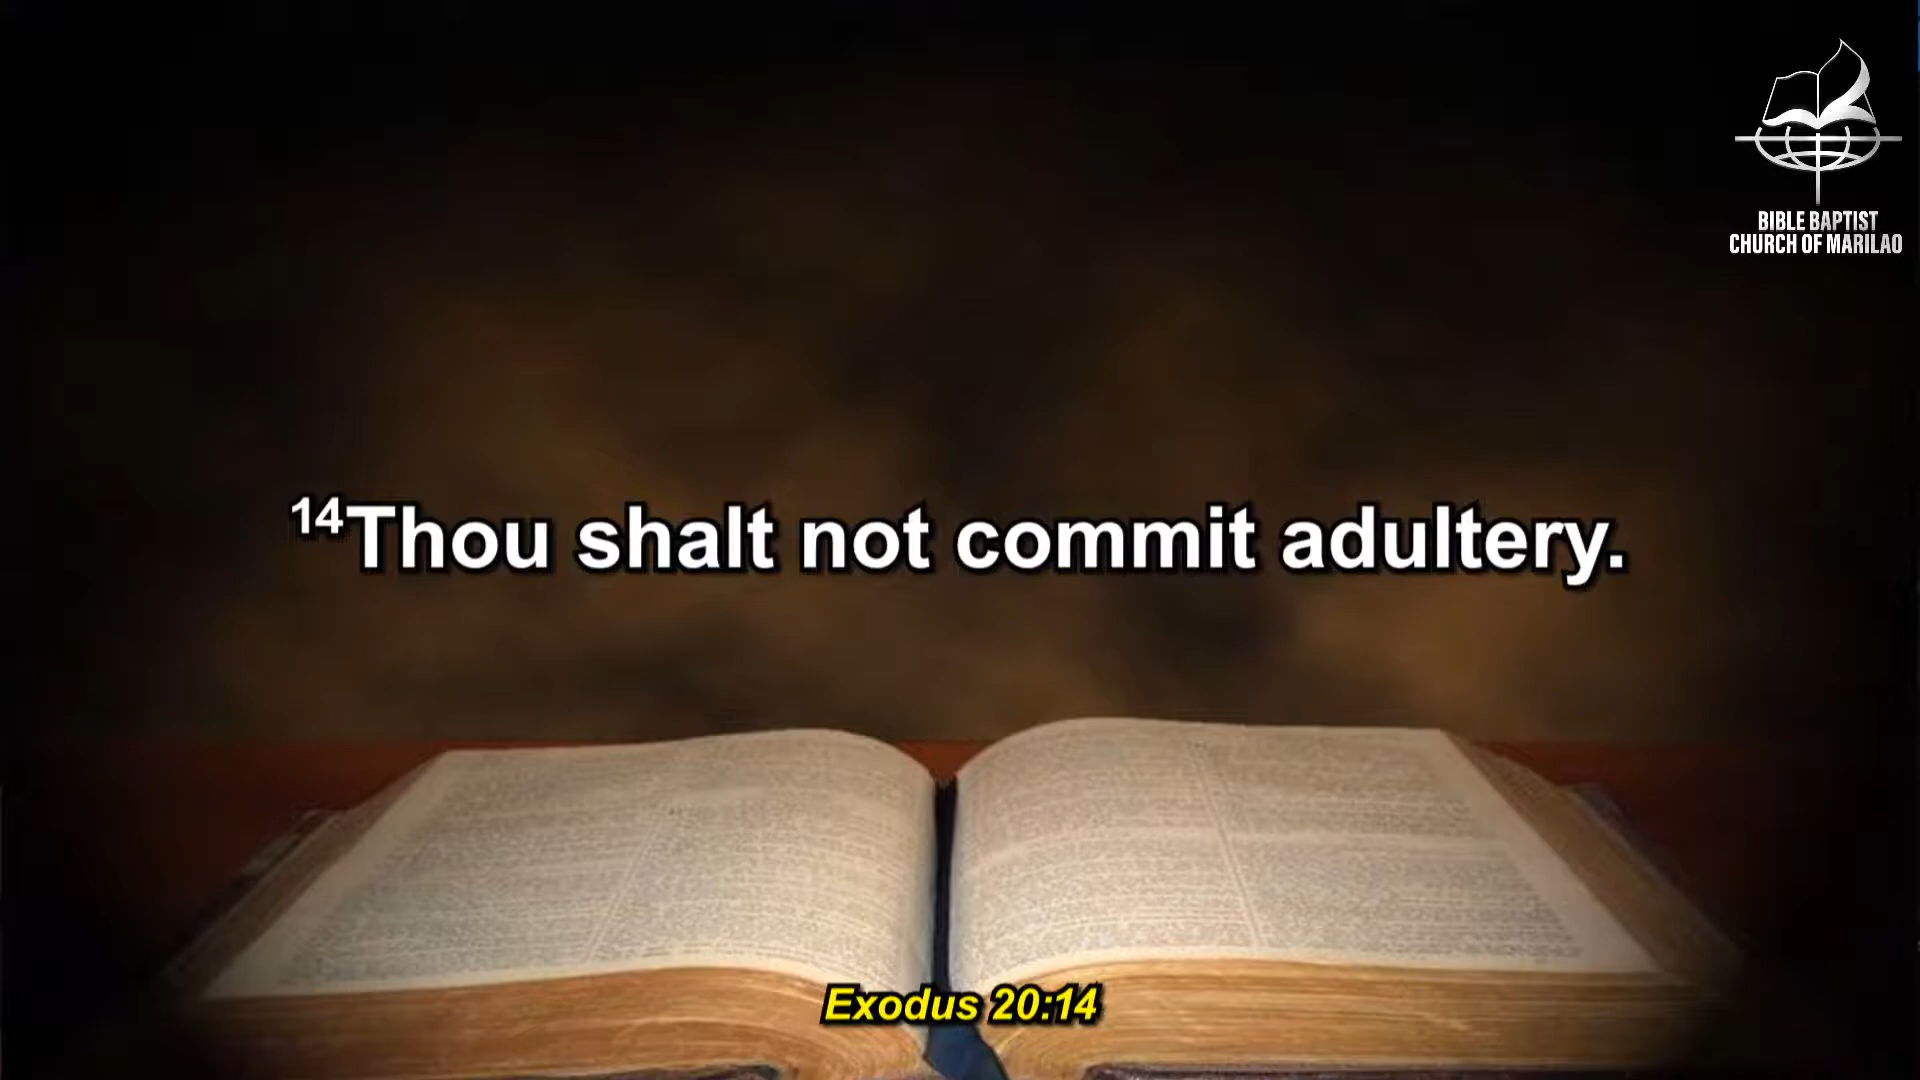 BIBLE BAPTIST
CHURCH OF MARILAO
14Thou shalt not commit adultery.
Exodus 20:14